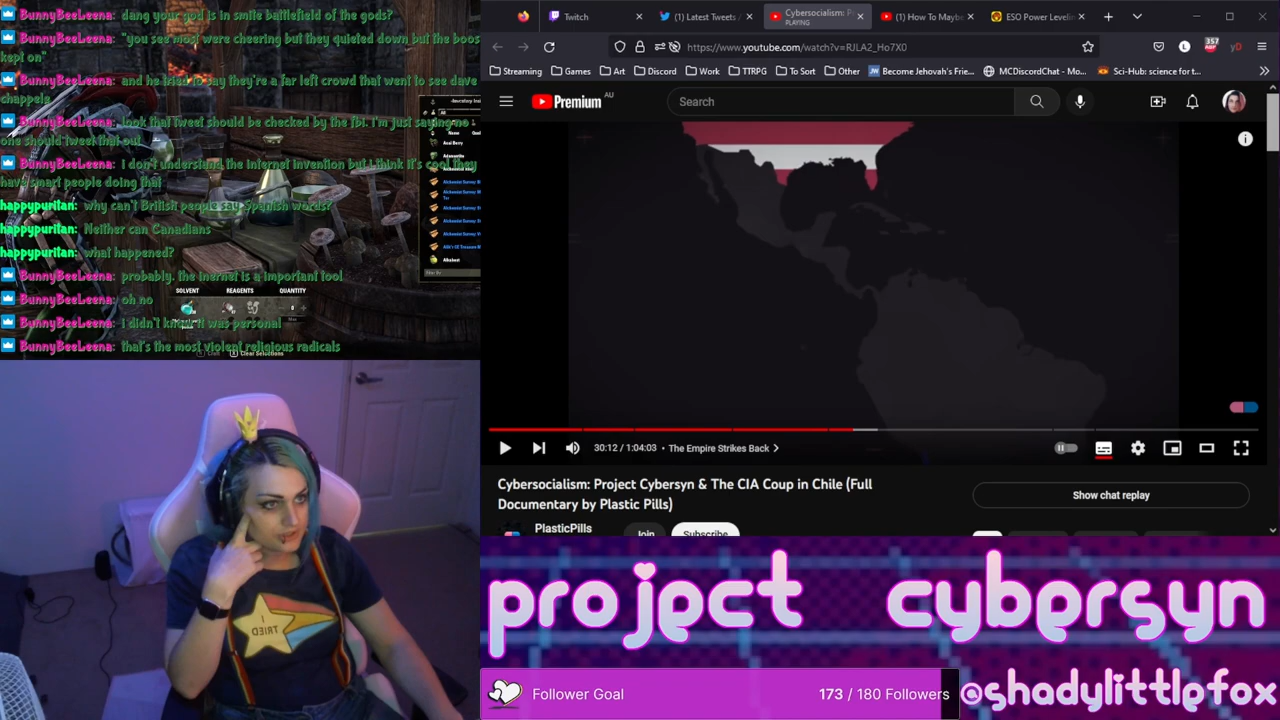 BunnyBeeLeena: dang your god is in smile battlefield of the gods?
BunnyBeeLeena: "you see most were cheering but they quieted down but the boos
kept on"
BunnyBeeLeena: and he tried to say they're a far left crowd that went to see dave
chappele
BunnyBeeLeena: look that tweet should be checked by the fbi. i'm just saying no
one should tweet that out.
BunnyBeeLeena: I don't understand the internet invention but I think it's cool they
have smart people doing that
happypuritan: why can't British people say Spanish words?
happypuritan: Neither can Canadians
happypuritan: what happened?
BunnyBeeLeena: probably. the inernet is a important tool
BunnyBeeLeena: oh no
BunnyBeeLeena: i didn't know it was personal
BunnyBeeLeena: that's the most violent religious radicals
Name
Acai Berry
SOLVENT REAGENTS QUANTITY
Clear Selections
I
TRIED
Twitch
(1) Latest Tweets /
Cybersocialism: P
PLAYING
(1) How To Maybe
ESO Power Levelin
https://www.youtube.com/watch?v=RJLA2_Ho7X0
357
yD
Streaming
Games
Art
Discord
Work
TTRPG
To Sort
Other
Become Jehovah's Frie...
MCDiscordChat - Mo...
Sci-Hub: science for t...
Premium AU
Search
30:12 / 1:04:03 • The Empire Strikes Back
Cybersocialism: Project Cybersyn & The CIA Coup in Chile (Full
Documentary by Plastic Pills)
Show chat replay
PlasticPills
Join
Subscribe
project cybersyn
Follower Goal
173 / 180 Followers
@shadylittlefox